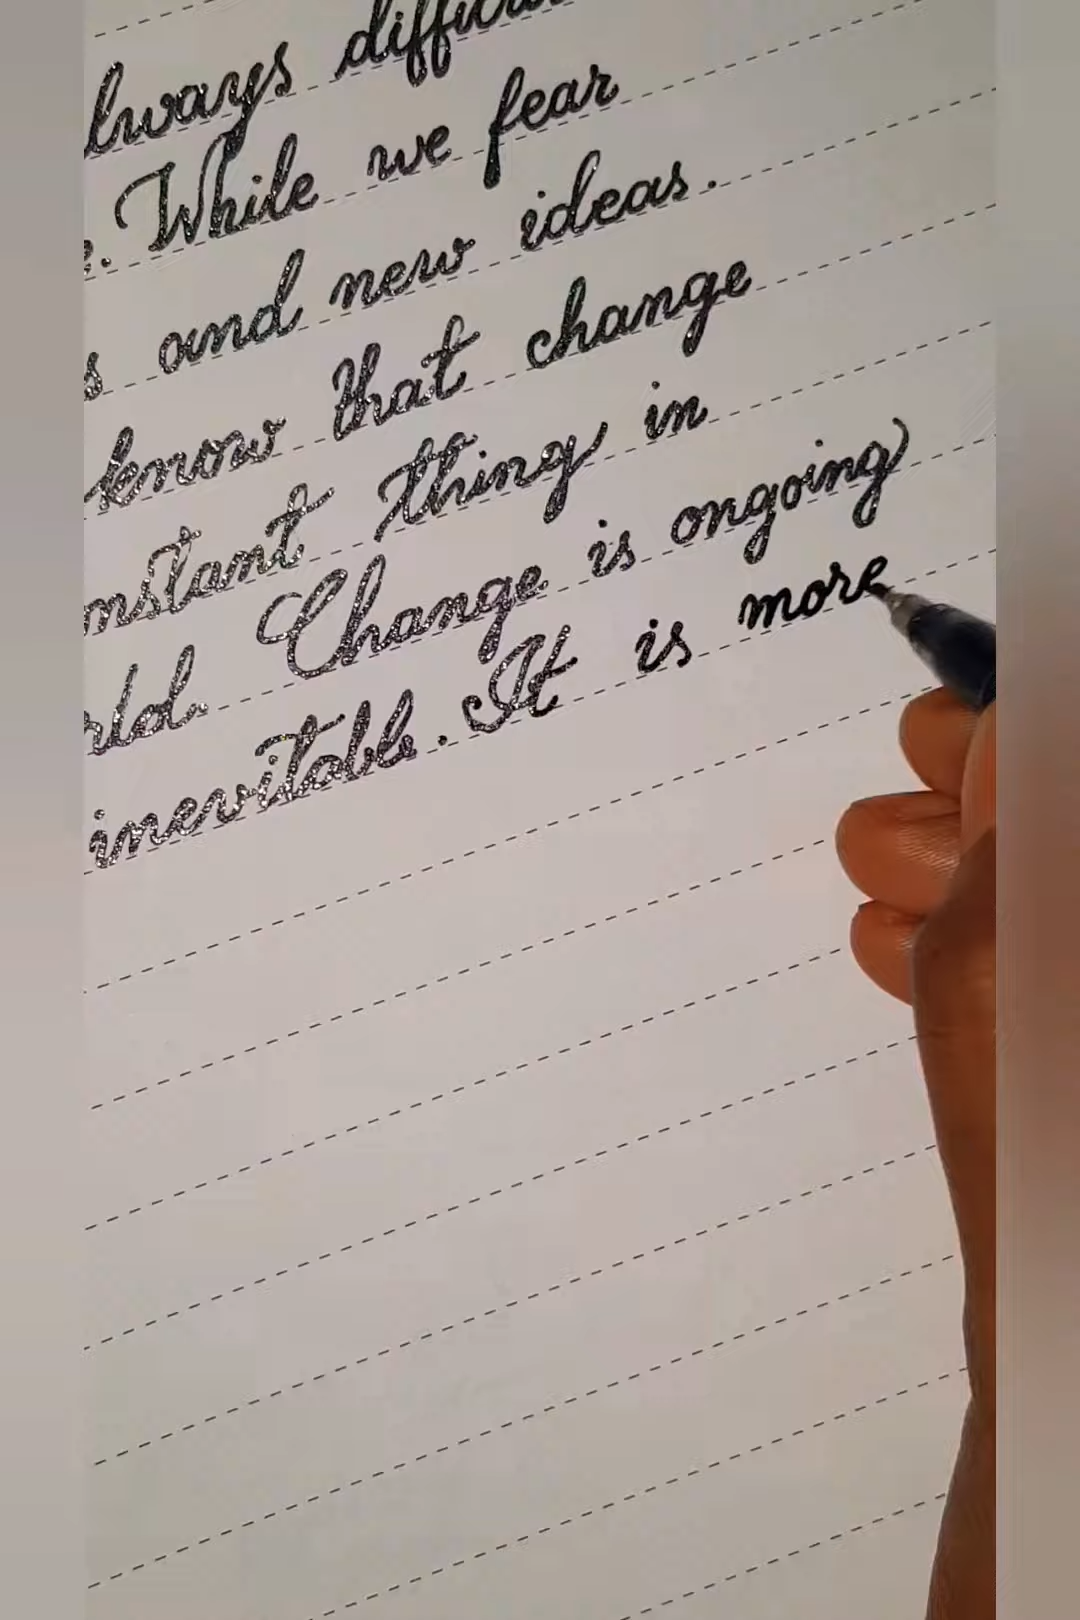 lways difficul
e. While we fear
s and new ideas.
know that change
nstant thing in
rld. Change is ongoing
inevitable. It is more